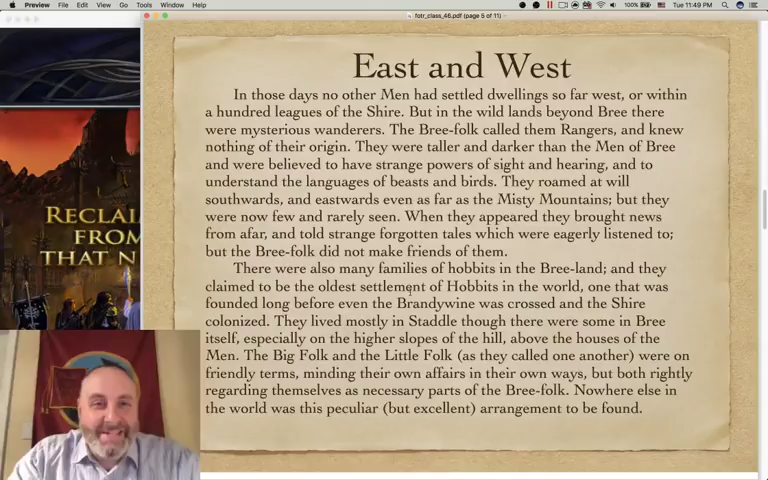 Preview File Edit View Go Tools Window Help
100% Tue 11:49 PM
fotr_class_46.pdf (page 5 of 11)
RECLAI
FROM
THAT N
East and West
In those days no other Men had settled dwellings so far west, or within
a hundred leagues of the Shire. But in the wild lands beyond Bree there
were mysterious wanderers. The Bree-folk called them Rangers, and knew
nothing of their origin. They were taller and darker than the Men of Bree
and were believed to have strange powers of sight and hearing, and to
understand the languages of beasts and birds. They roamed at will
southwards, and eastwards even as far as the Misty Mountains; but they
were now few and rarely seen. When they appeared they brought news
from afar, and told strange forgotten tales which were eagerly listened to;
but the Bree-folk did not make friends of them.
There were also many families of hobbits in the Bree-land; and they
claimed to be the oldest settlement of Hobbits in the world, one that was
founded long before even the Brandywine was crossed and the Shire
colonized. They lived mostly in Staddle though there were some in Bree
itself, especially on the higher slopes of the hill, above the houses of the
Men. The Big Folk and the Little Folk (as they called one another) were on
friendly terms, minding their own affairs in their own ways, but both rightly
regarding themselves as necessary parts of the Bree-folk. Nowhere else in
the world was this peculiar (but excellent) arrangement to be found.